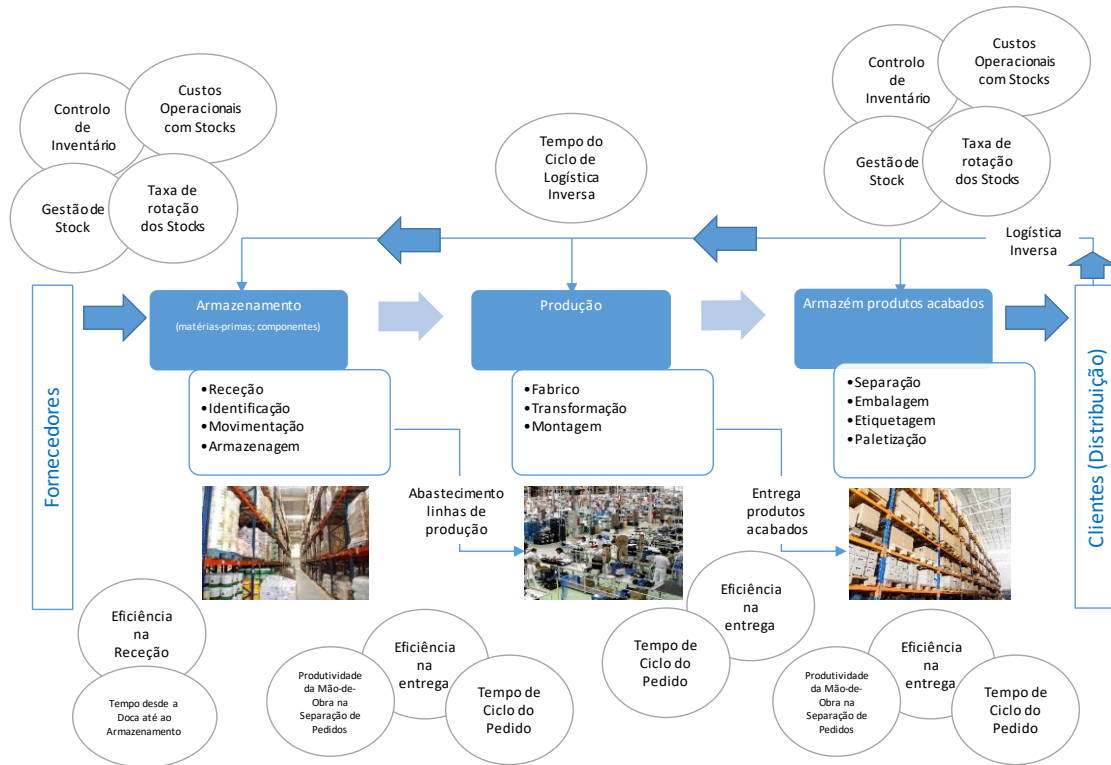 Controlo
de
Inventário
Custos
Operacionais
com Stocks
Gestão de
Stock
Taxa de
rotação
dos Stocks
Tempo do
Ciclo de
Logística
Inversa
Controlo
de
Inventário
Custos
Operacionais
com Stocks
Gestão de
Stock
Taxa de
rotação
dos Stocks
Logística
Inversa
Fornecedores
Armazenamento
(matérias-primas; componentes)
Produção
Armazém produtos acabados
Clientes (Distribuição)
•Receção
•Identificação
•Movimentação
•Armazenagem
•Fabrico
•Transformação
•Montagem
•Separação
•Embalagem
•Etiquetagem
•Paletização
Abastecimento
linhas de
produção
Entrega
produtos
acabados
Eficiência
na
Receção
Tempo desde a
Doca até ao
Armazenamento
Produtividade
da Mão-de-
Obra na
Separação de
Pedidos
Eficiência
na
entrega
Tempo de
Ciclo do
Pedido
Tempo de
Ciclo do
Pedido
Eficiência
na
entrega
Produtividade
da Mão-de-
Obra na
Separação de
Pedidos
Eficiência
na
entrega
Tempo de
Ciclo do
Pedido